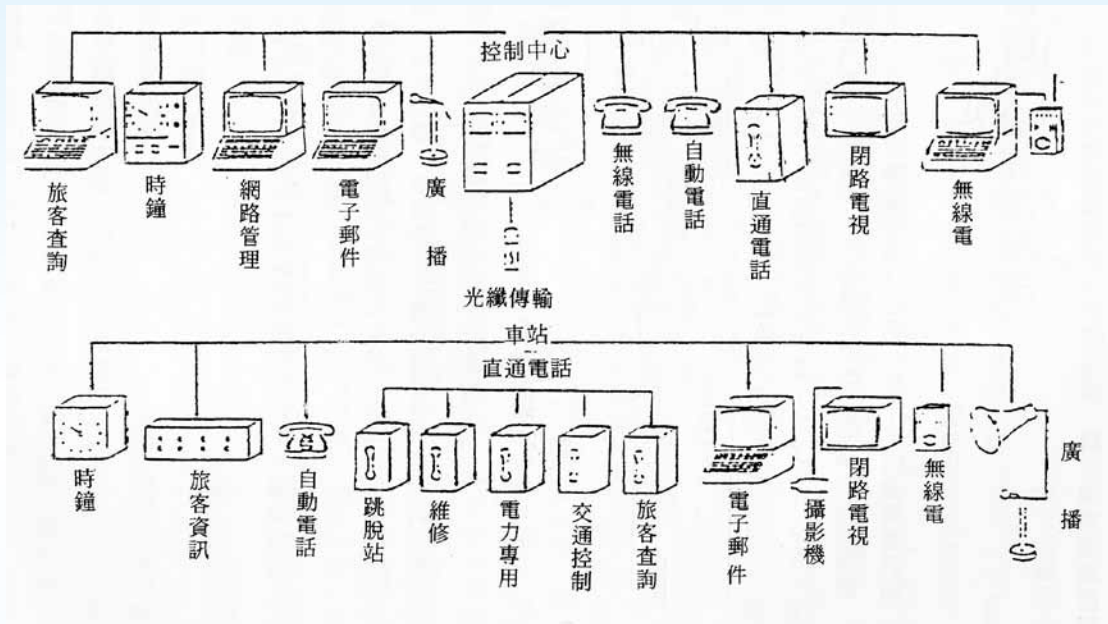 控制中心
旅客查詢
時鐘
網路管理
電子郵件
廣播
無線電話
自動電話
直通電話
閉路電視
無線電
光纖傳輸
車站
直通電話
時鐘
旅客資訊
自動電話
跳脫站
維修
電力專用
交通控制
旅客查詢
電子郵件
攝影機
閉路電視
無線電
廣播